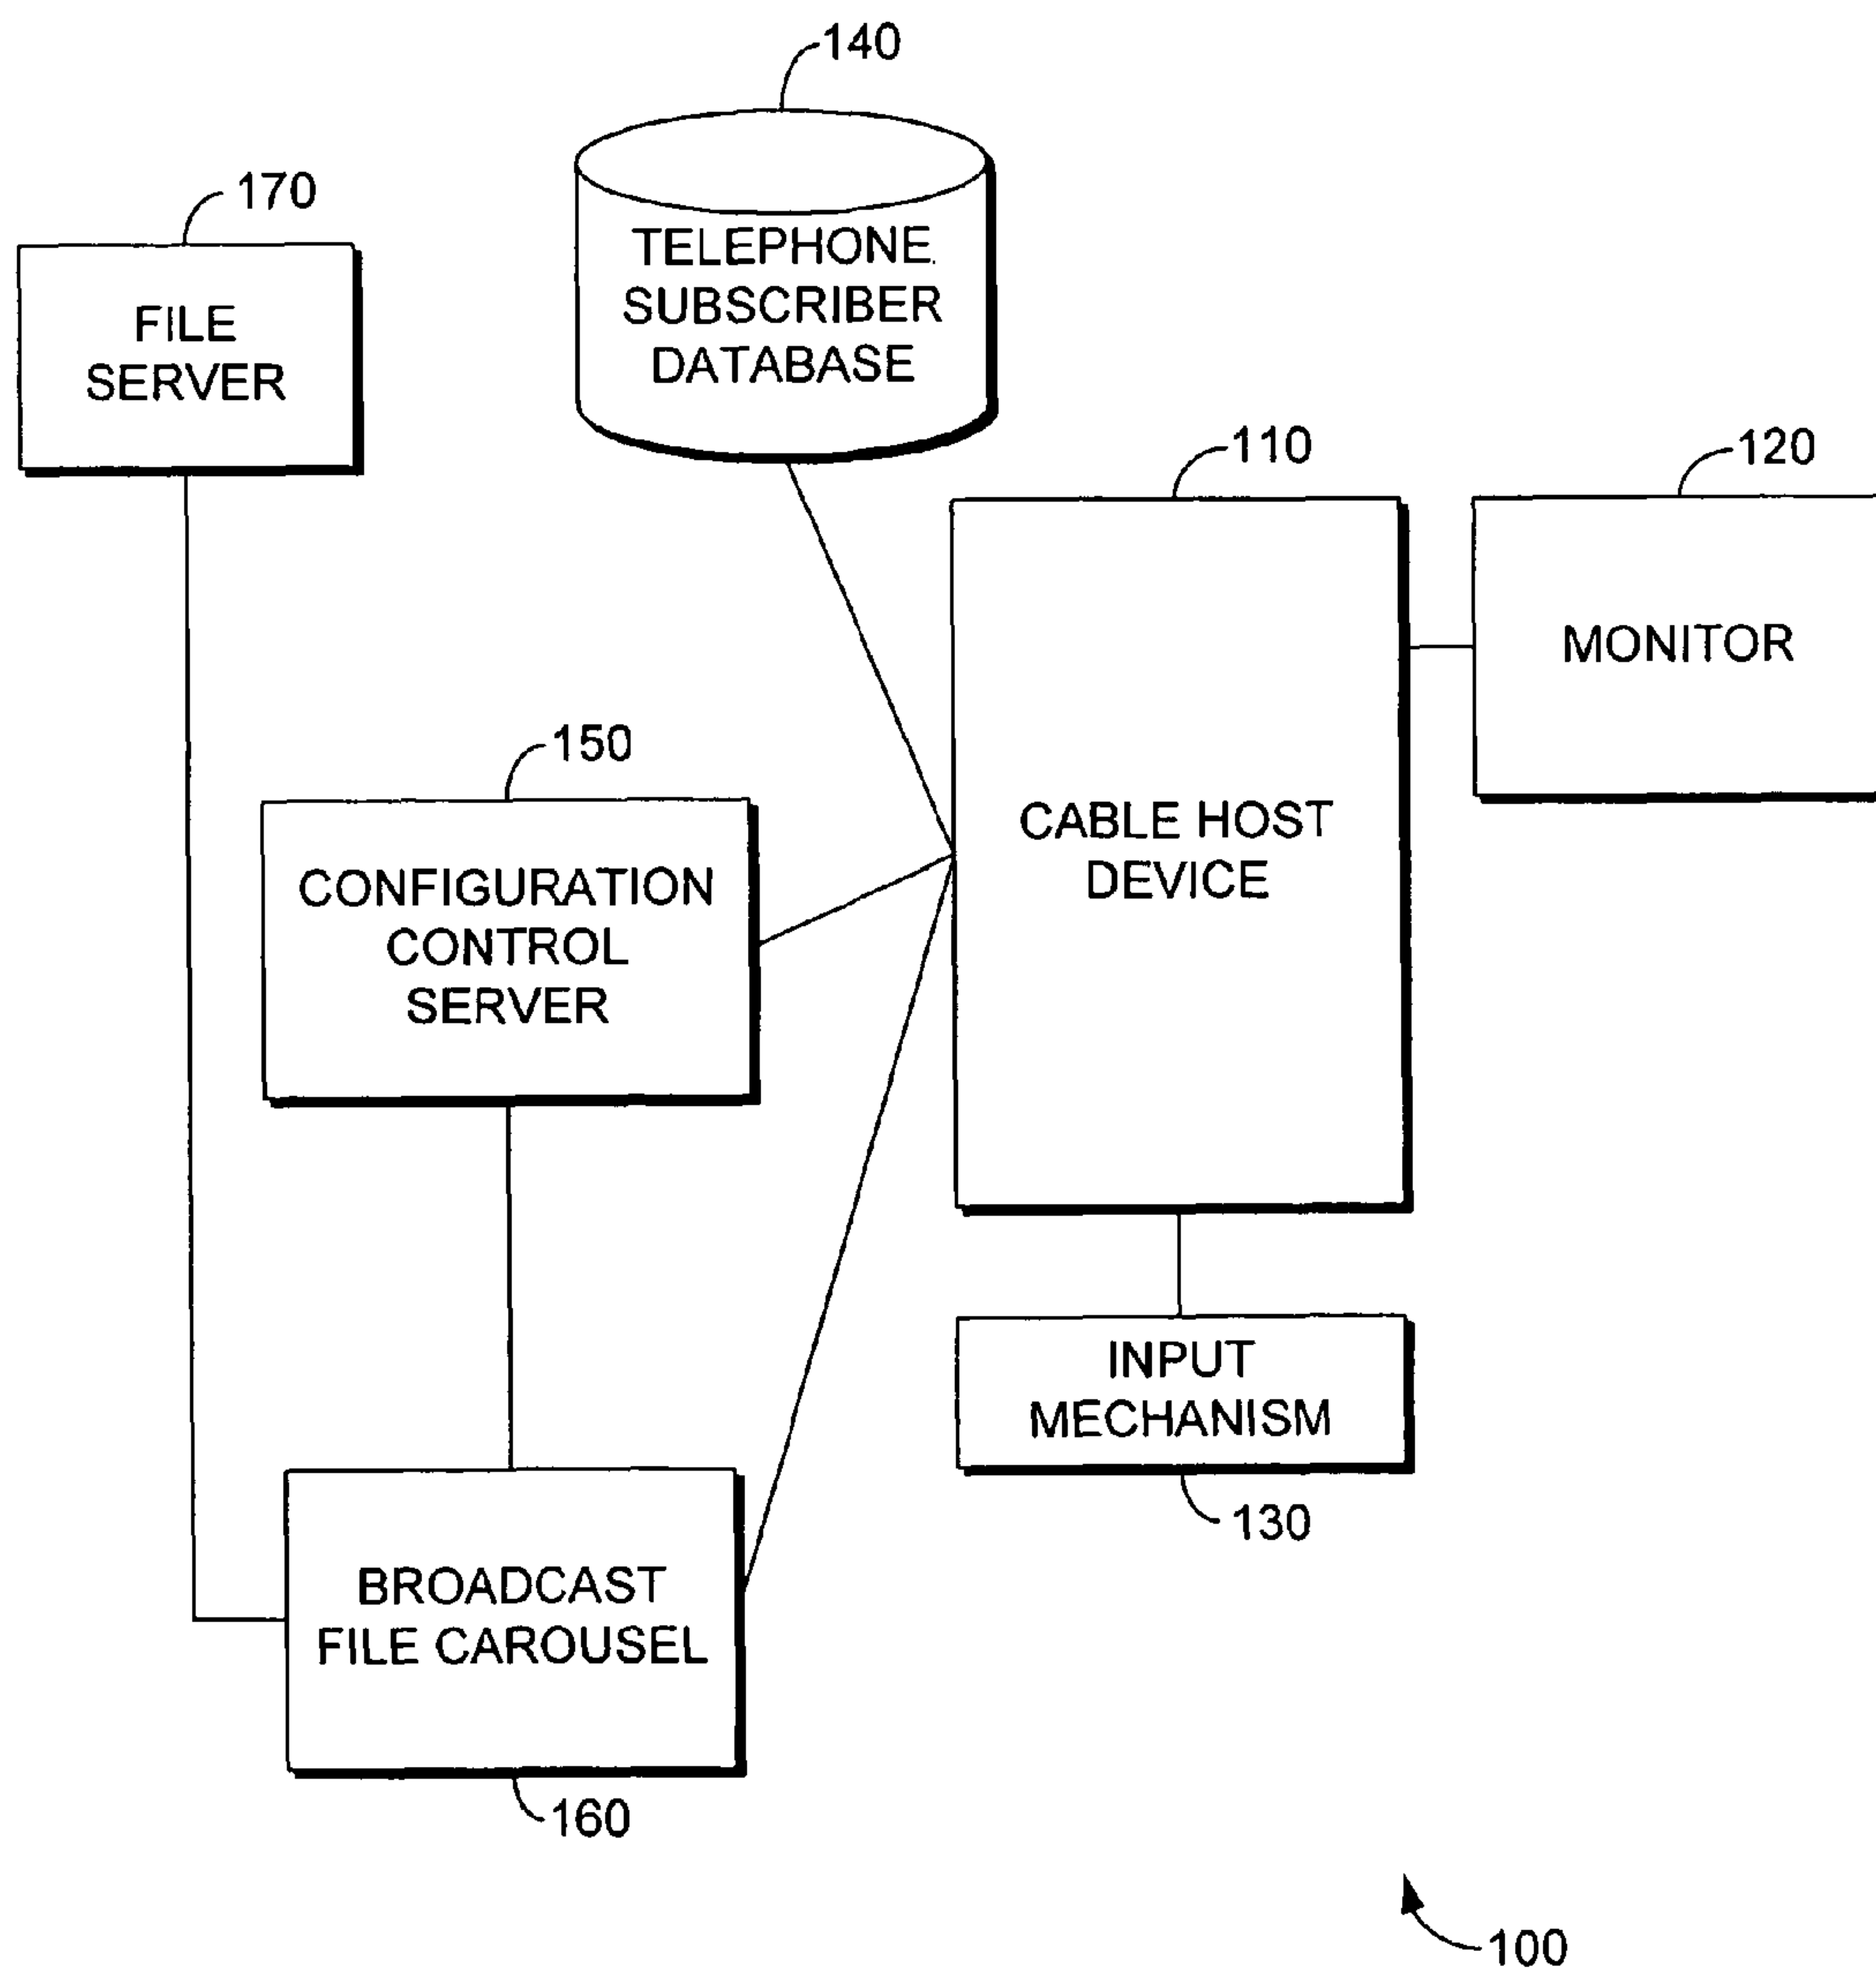 140
170
TELEPHONE
SUBSCRIBER
DATABASE
FILE
SERVER
110
120
MONITOR
150
CABLE HOST
DEVICE
CONFIGURATION
CONTROL
SERVER
INPUT
MECHANISM
130
BROADCAST
FILE CAROUSEL
160
100